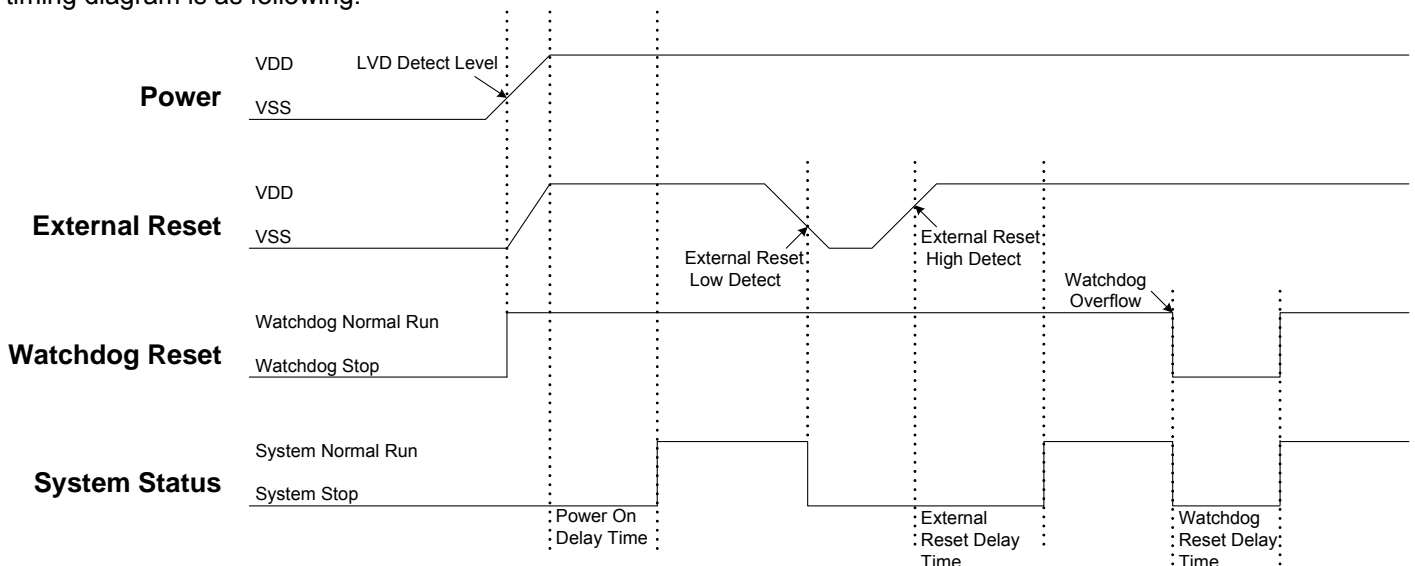 timing diagram is as following:
VDD
LVD Detect Level
Power
VSS
VDD
External Reset
VSS
External Reset
Low Detect
External Reset
High Detect
Watchdog
Overflow
Watchdog Normal Run
Watchdog Reset
Watchdog Stop
System Normal Run
System Status
System Stop
Power On
Delay Time
External
Reset Delay
Time
Watchdog
Reset Delay
Time